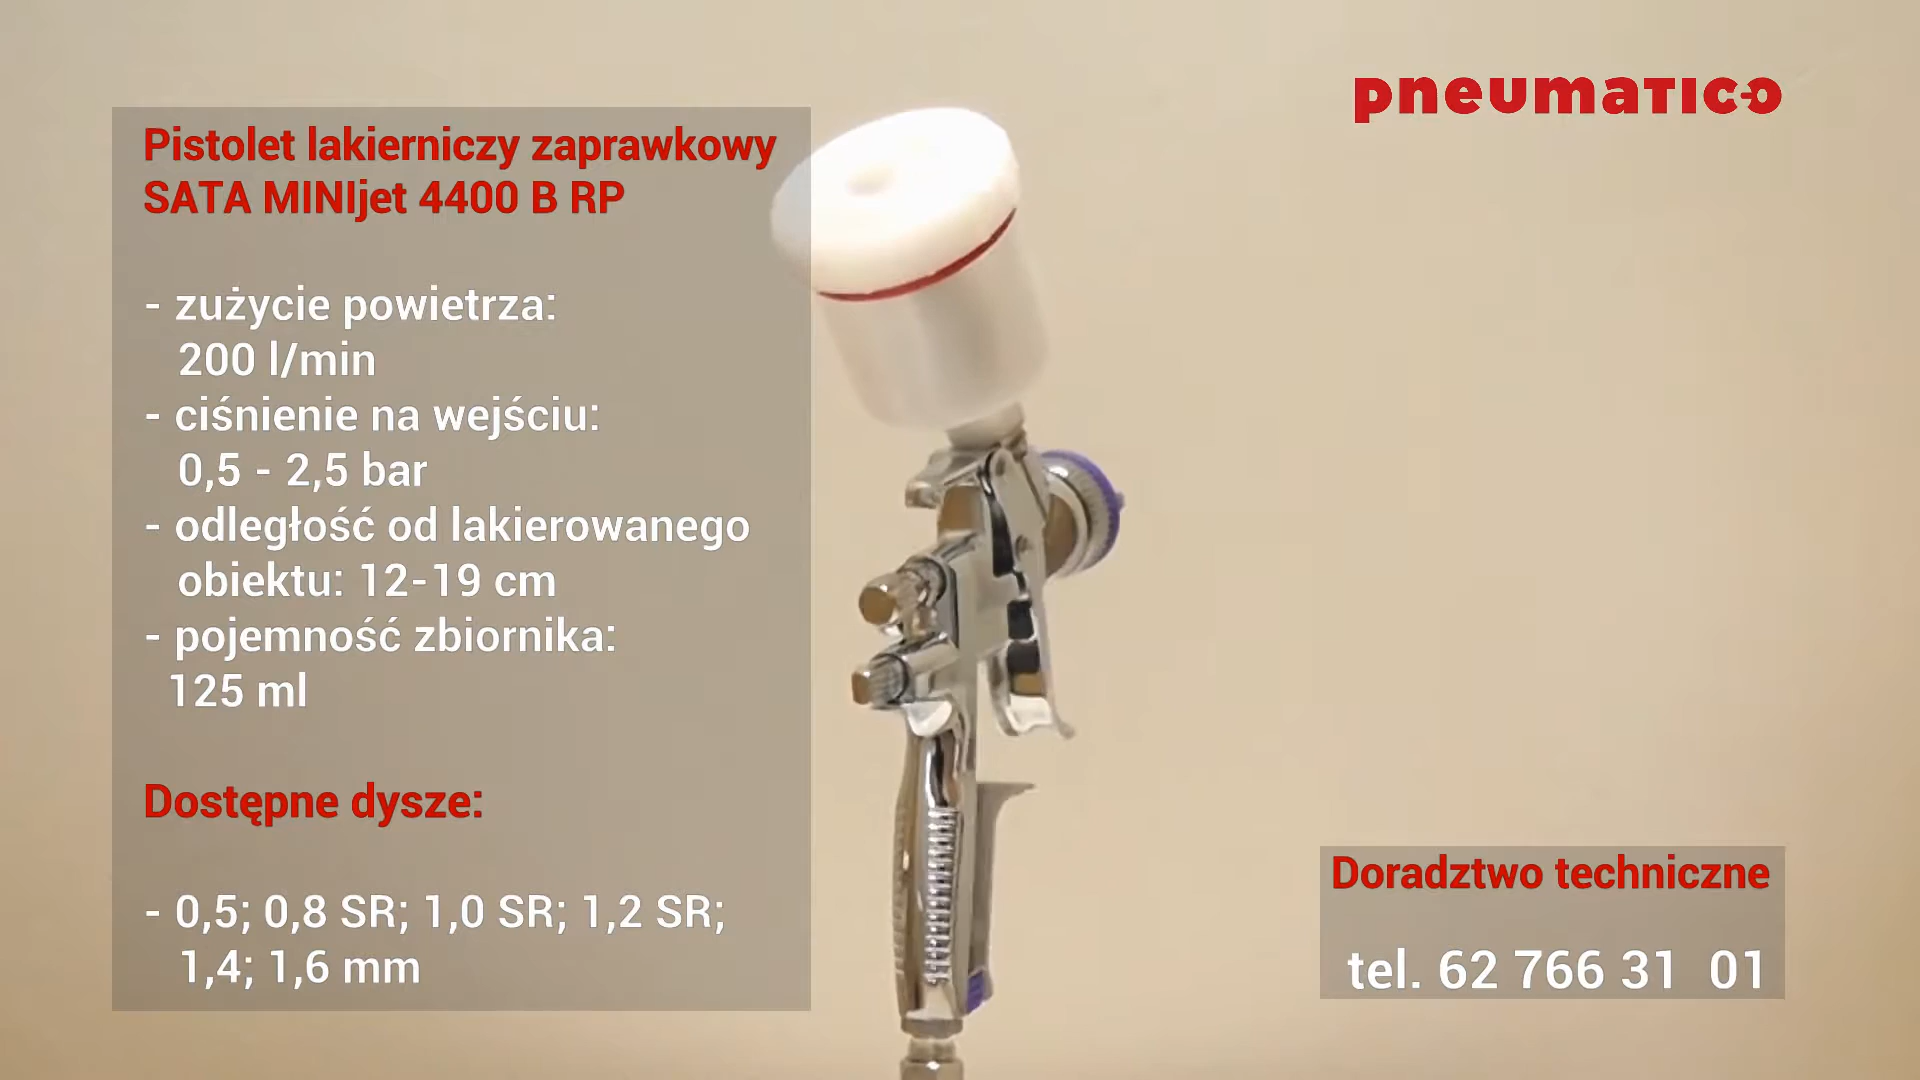 pneumatico
Pistolet lakierniczy zaprawkowy
SATA MINIjet 4400 B RP
- zużycie powietrza:
200 l/min
- ciśnienie na wejściu:
0,5 - 2,5 bar
- odległość od lakierowanego
obiektu: 12-19 cm
- pojemność zbiornika:
125 ml
Dostępne dysze:
- 0,5; 0,8 SR; 1,0 SR; 1,2 SR;
1,4; 1,6 mm
Doradztwo techniczne
tel. 62 766 31 01